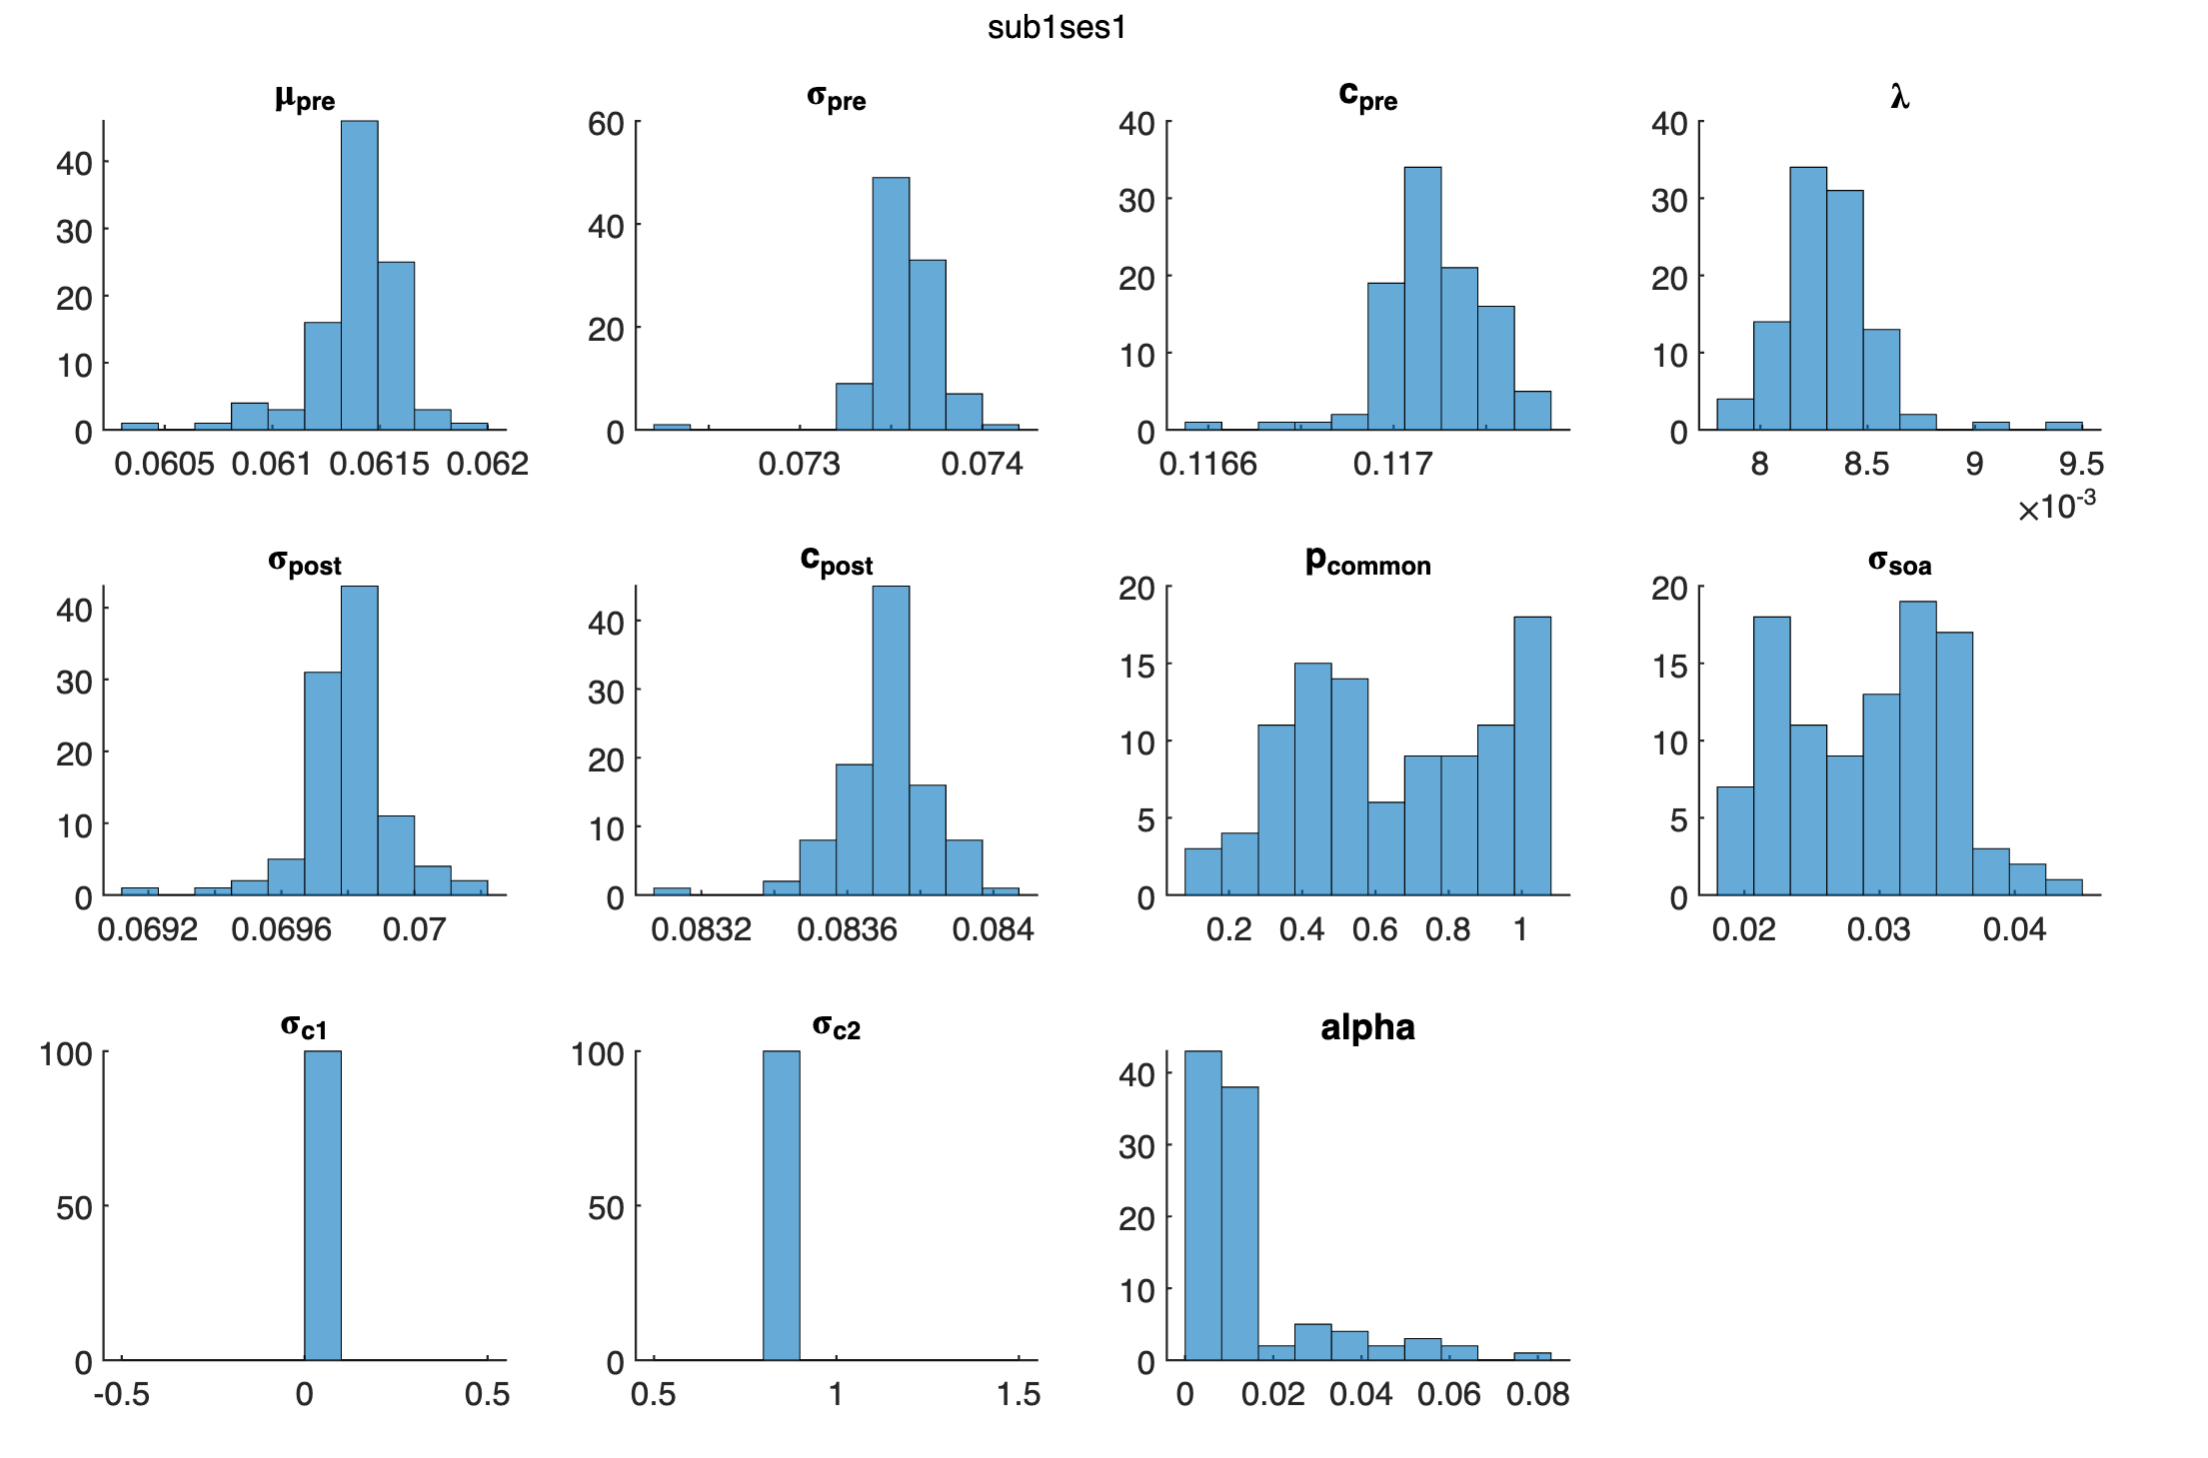 sub1ses1
μpre
σpre
cpre
λ
40
30
20
10
0
0.0605 0.061 0.0615 0.062
60
40
20
0
0.073 0.074
40
30
20
10
0
0.1166 0.117
40
30
20
10
0
8 8.5 9 9.5
×10-3
σpost
cpost
pcommon
σsoa
40
30
20
10
0
0.0692 0.0696 0.07
40
30
20
10
0
0.0832 0.0836 0.084
20
15
10
5
0
0.2 0.4 0.6 0.8 1
20
15
10
5
0
0.02 0.03 0.04
σc1
σc2
alpha
100
50
0
-0.5 0 0.5
100
50
0
0.5 1 1.5
40
30
20
10
0
0 0.02 0.04 0.06 0.08